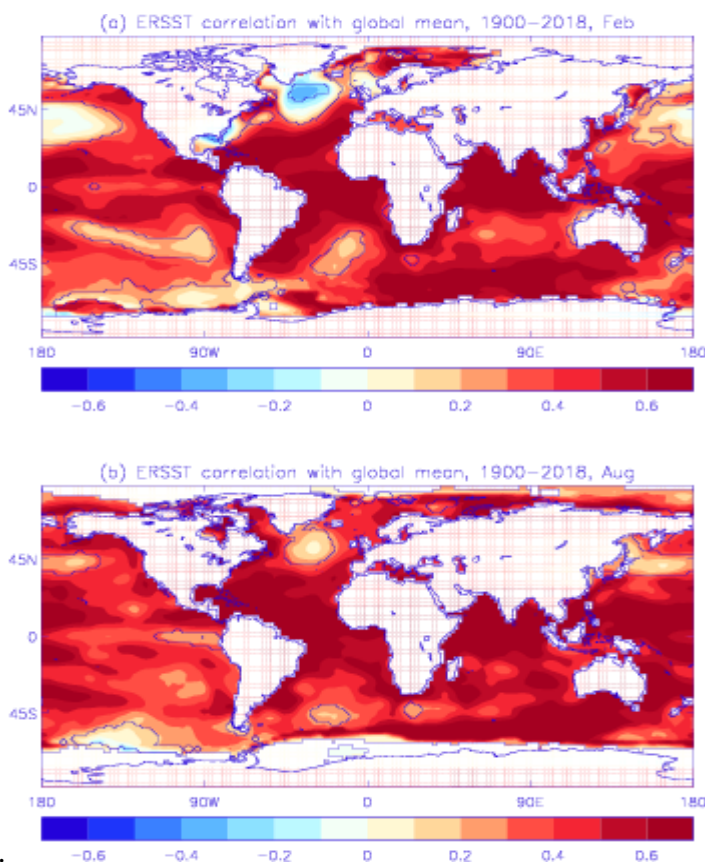 (a) ERSST correlation with global mean, 1900-2018, Feb
45N
0
45S
180 90W 0 90E 180
-0.6 -0.4 -0.2 0 0.2 0.4 0.6
(b) ERSST correlation with global mean, 1900-2018, Aug
45N
0
45S
180 90W 0 90E 180
-0.6 -0.4 -0.2 0 0.2 0.4 0.6
.